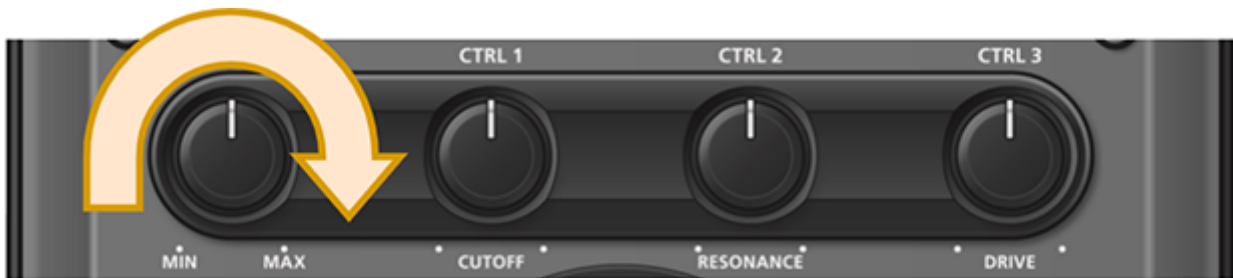 CTRL 1 CTRL 2 CTRL 3
MIN MAX CUTOFF RESONANCE DRIVE